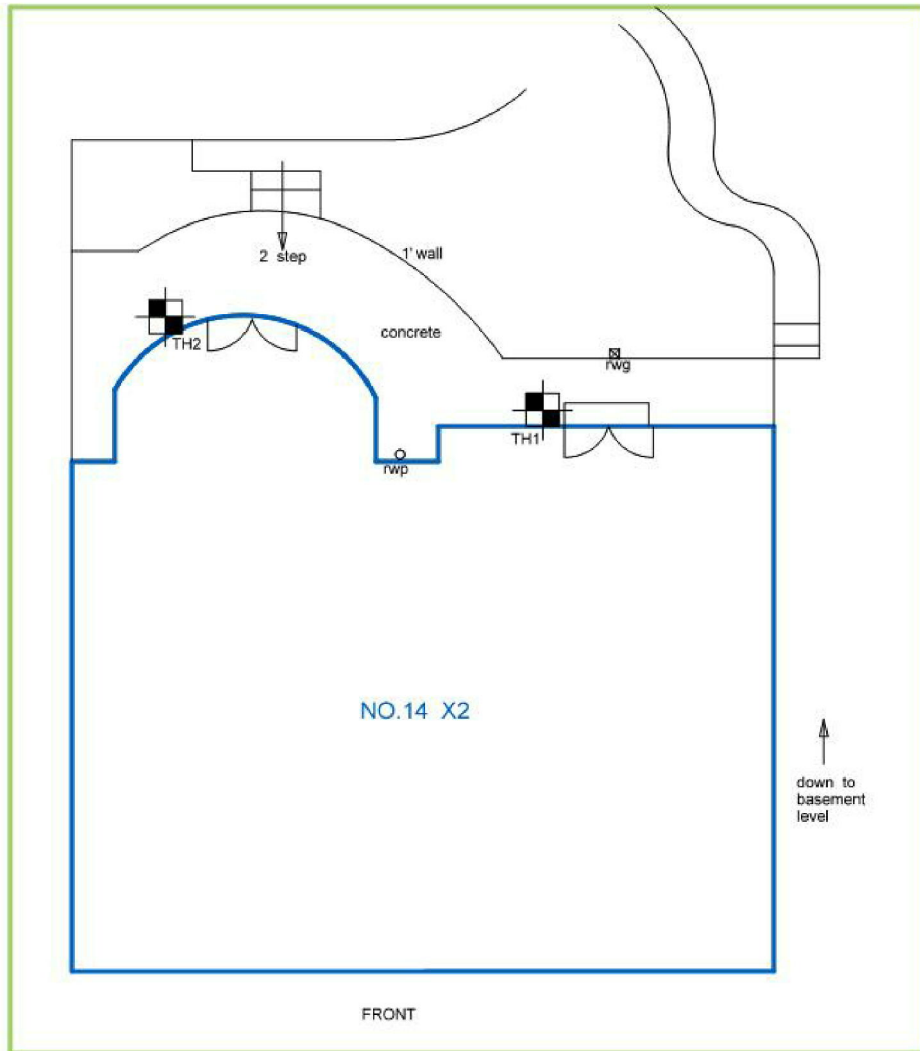 2 step
1' wall
TH2
concrete
rwg
TH1
rwp
NO.14 X2
down to
basement
level
FRONT